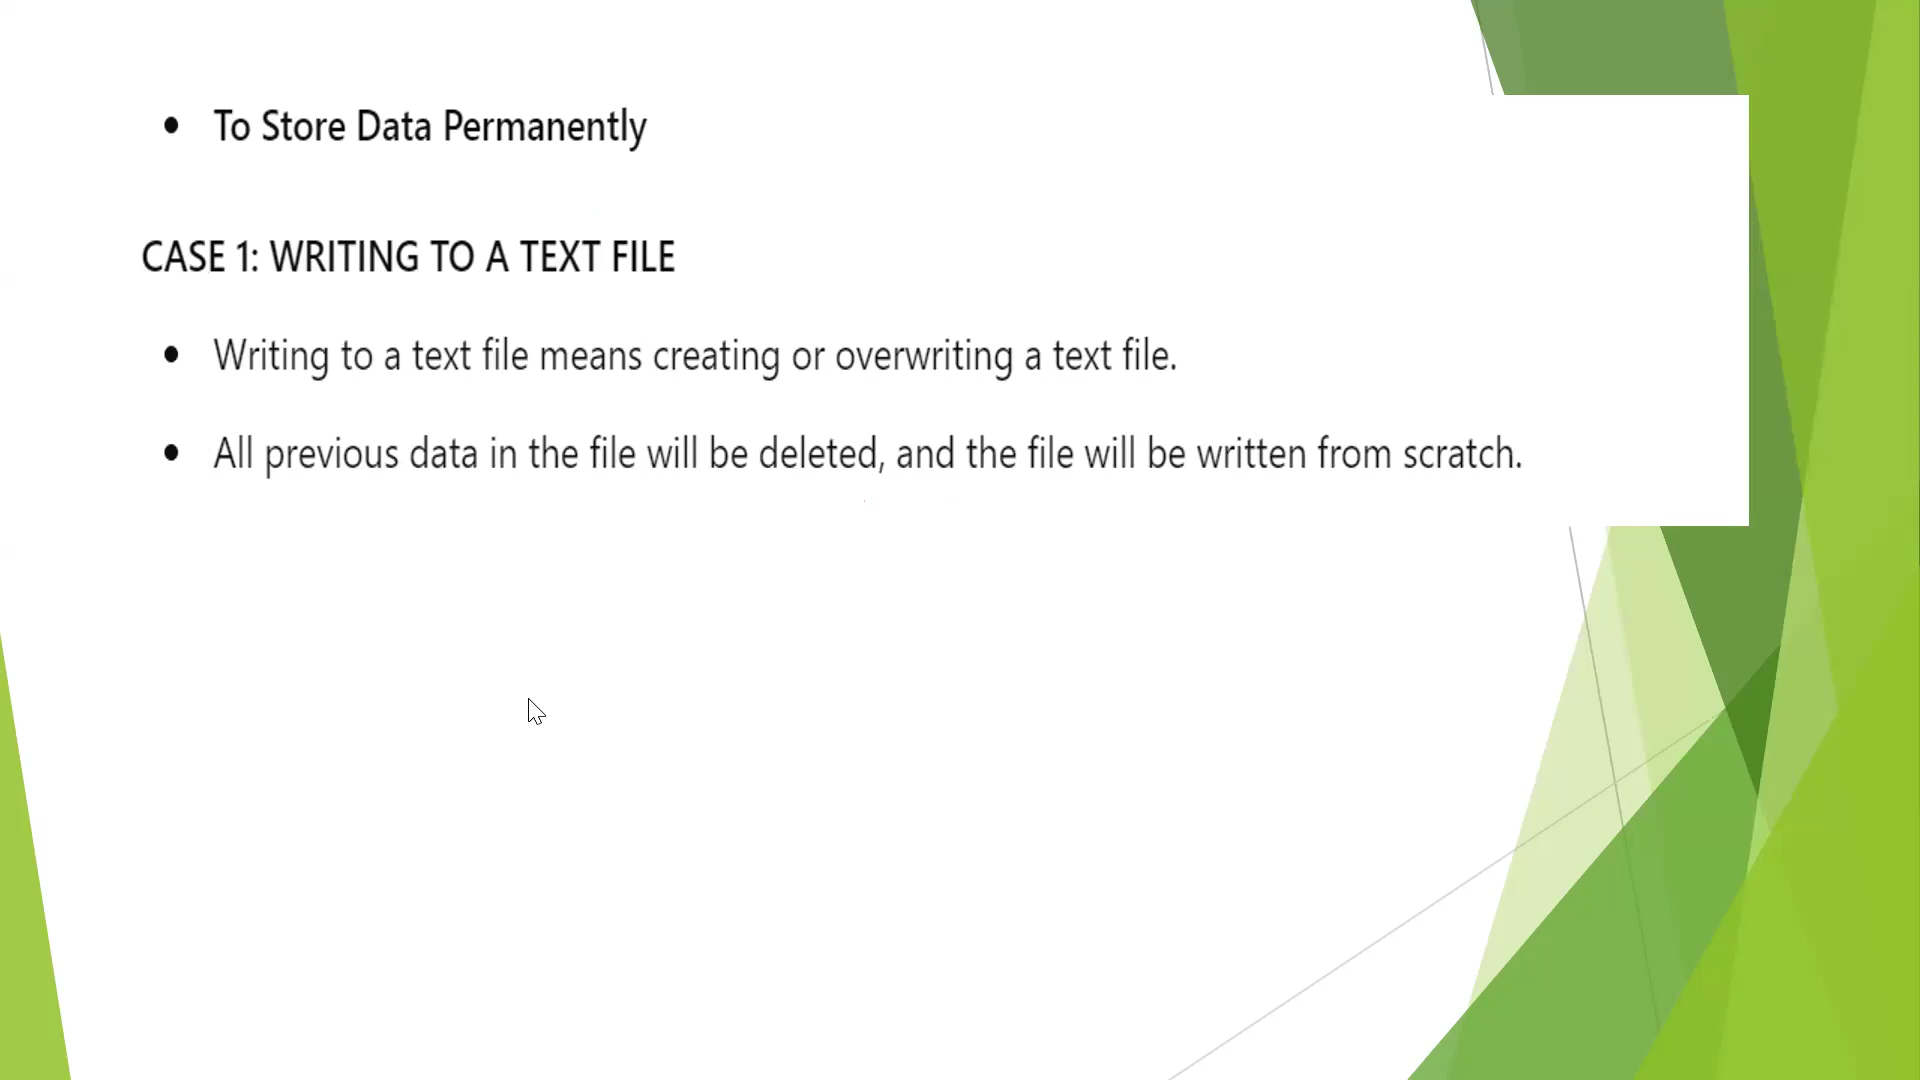 • To Store Data Permanently
CASE 1: WRITING TO A TEXT FILE
• Writing to a text file means creating or overwriting a text file.
• All previous data in the file will be deleted, and the file will be written from scratch.